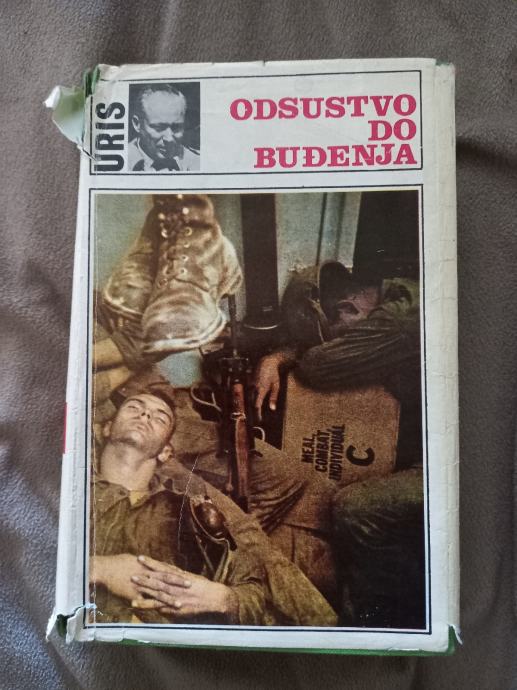 URIS
ODSUSTVO
DO
BUĐENJA
MEAL,
COMBAT,
INDIVIDUAL
C